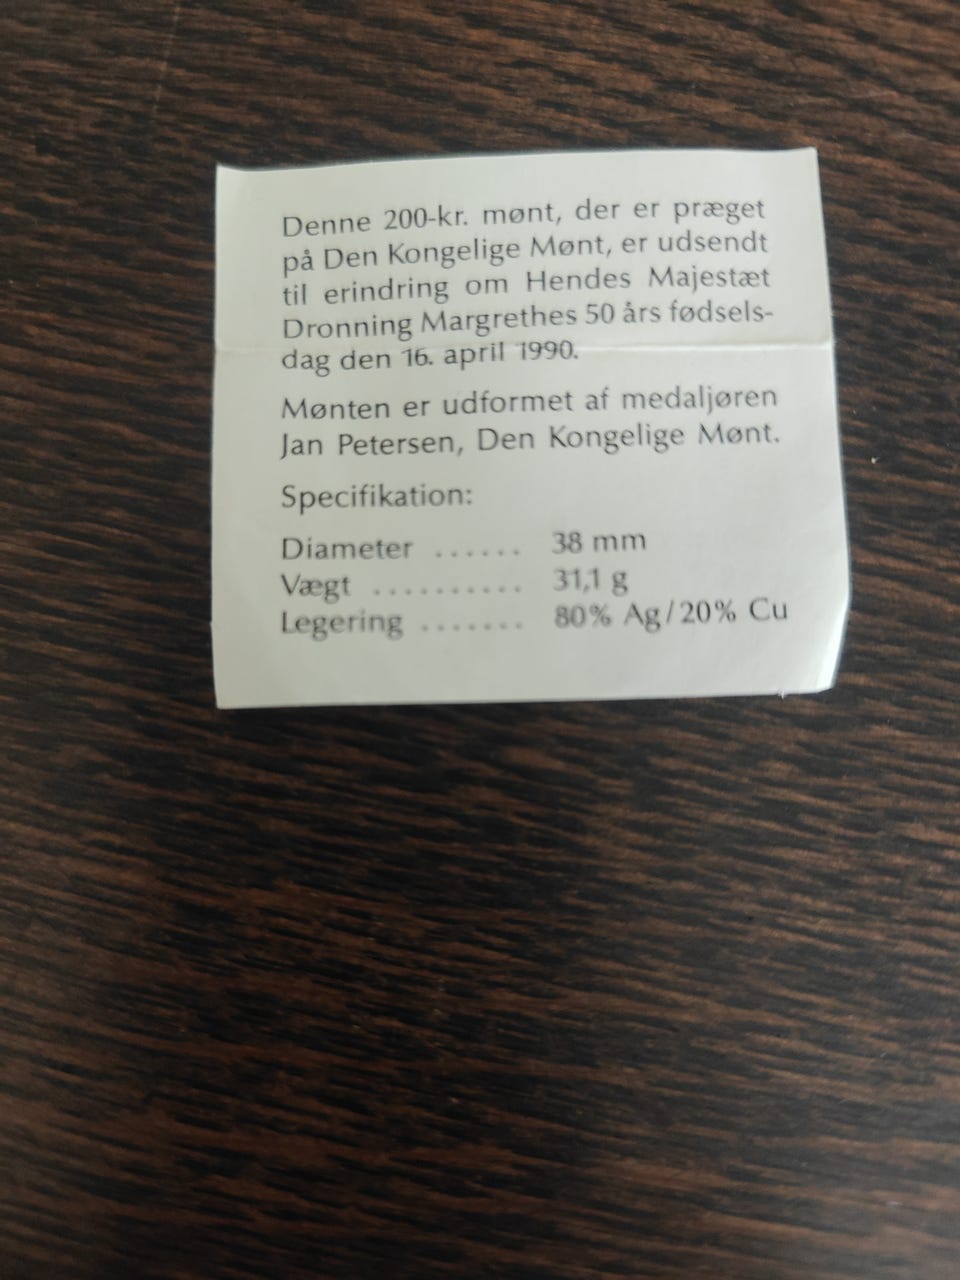 Denne 200-kr. mønt, der er præget
på Den Kongelige Mønt, er udsendt
til erindring om Hendes Majestæt
Dronning Margrethes 50 års fødsels-
dag den 16. april 1990.
Mønten er udformet af medaljøren
Jan Petersen, Den Kongelige Mønt.
Specifikation:
Diameter ...... 38 mm
Vægt .......... 31,1 g
Legering ....... 80% Ag/20% Cu